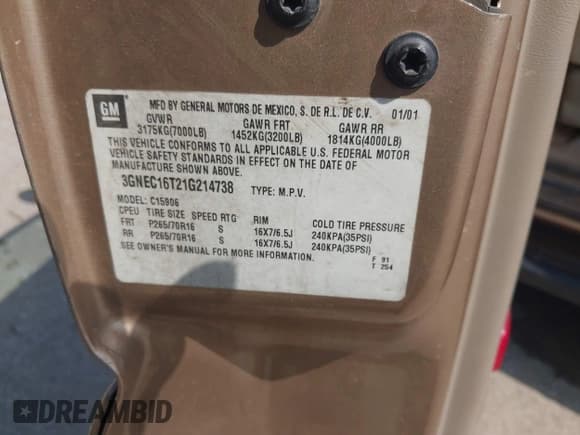 GM
MFD BY GENERAL MOTORS DE MEXICO, S. DE R.L. DE C.V. 01/01
GVWR GAWR FRT GAWR RR
3175KG(7000LB) 1452KG(3200LB) 1814KG(4000LB)
THIS VEHICLE CONFORMS TO ALL APPLICABLE U.S. FEDERAL MOTOR
VEHICLE SAFETY STANDARDS IN EFFECT ON THE DATE OF
MANUFACTURE SHOWN ABOVE.
3GNEC16T21G214738 TYPE: M.P.V.
MODEL: C15906
CPEU TIRE SIZE SPEED RTG RIM COLD TIRE PRESSURE
FRT P265/70R16 S 16X7/6.5J 240KPA(35PSI)
RR P265/70R16 S 16X7/6.5J 240KPA(35PSI)
SEE OWNER'S MANUAL FOR MORE INFORMATION.
F 91
T 254
DREAMBID